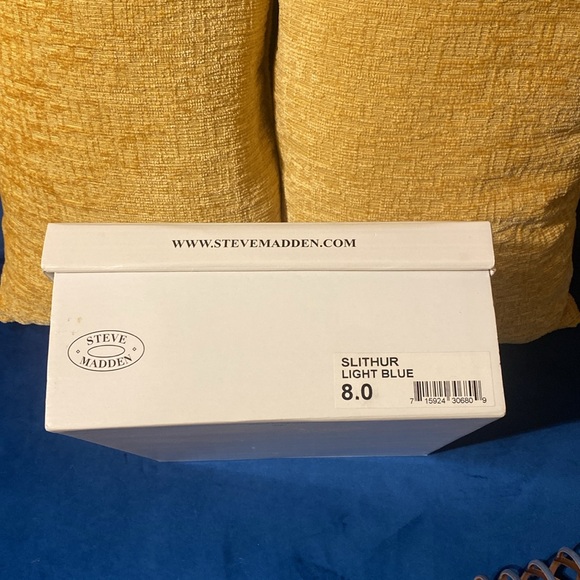 WWW.STEVEMADDEN.COM
STEVE
MADDEN
SLITHUR
LIGHT BLUE
8.0
7 15924 30680 9